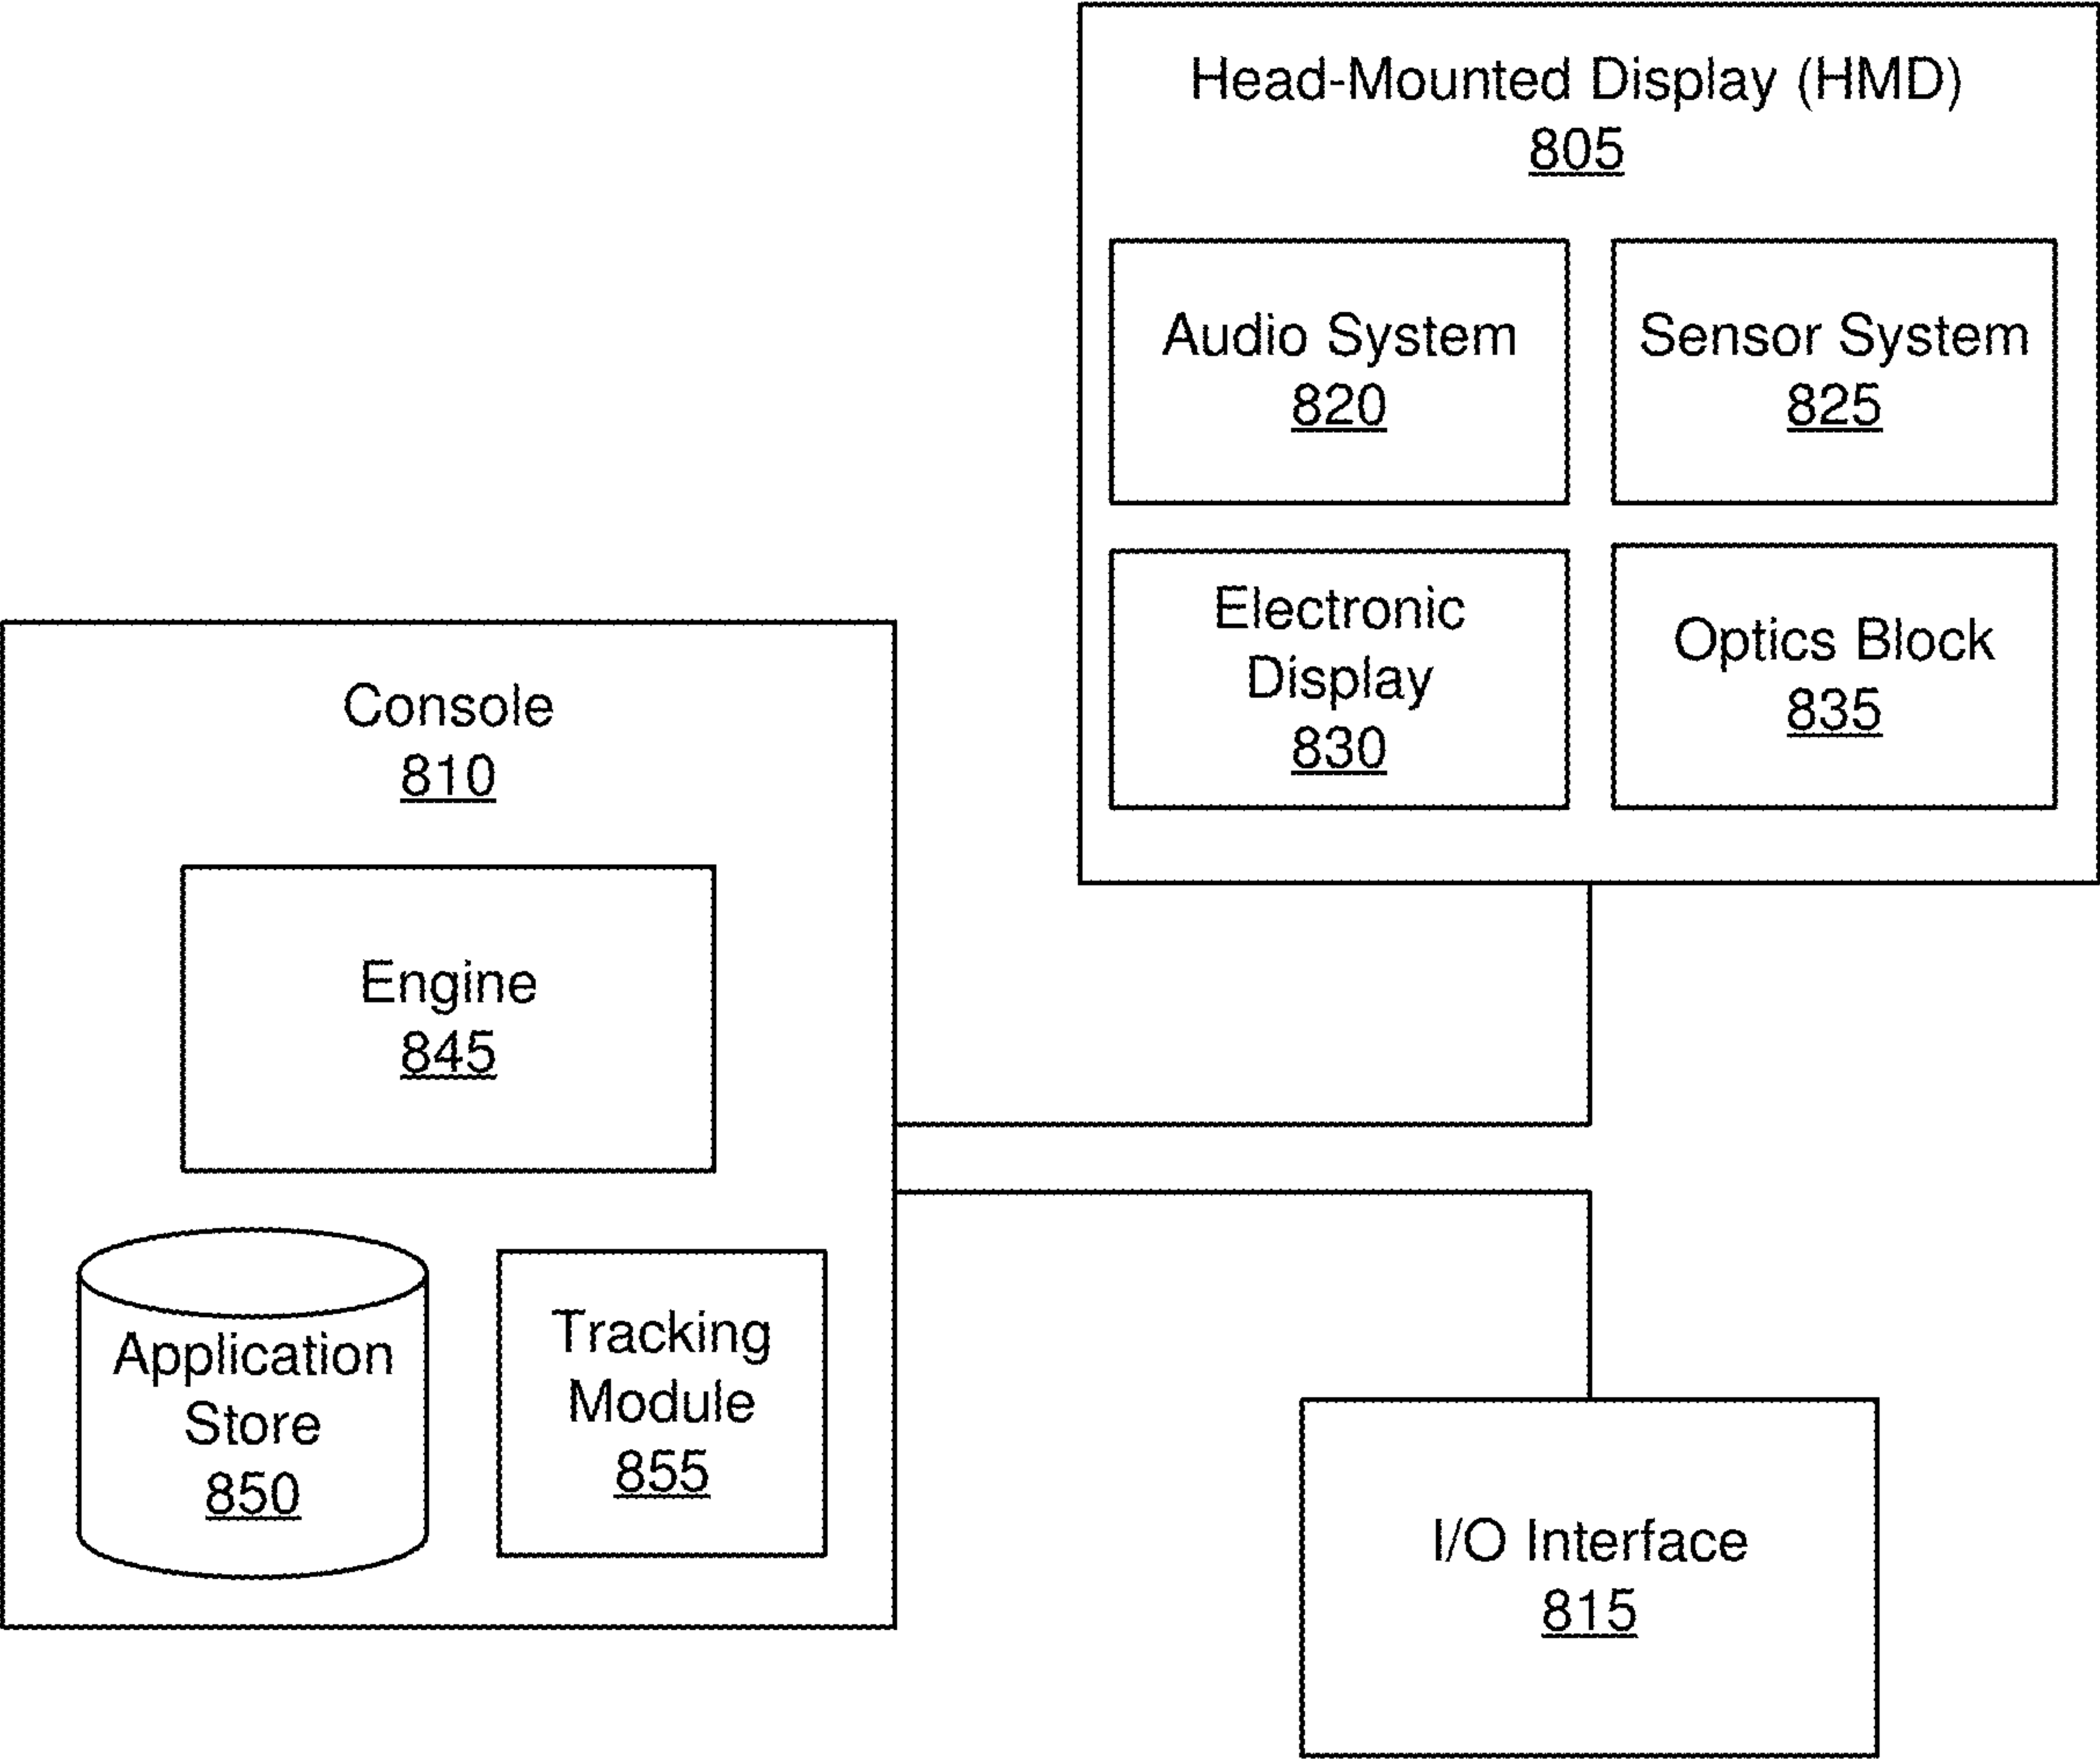 Head-Mounted Display (HMD)
805
Audio System
820
Sensor System
825
Electronic
Display
830
Optics Block
835
Console
810
Engine
845
Application
Store
850
Tracking
Module
855
I/O Interface
815